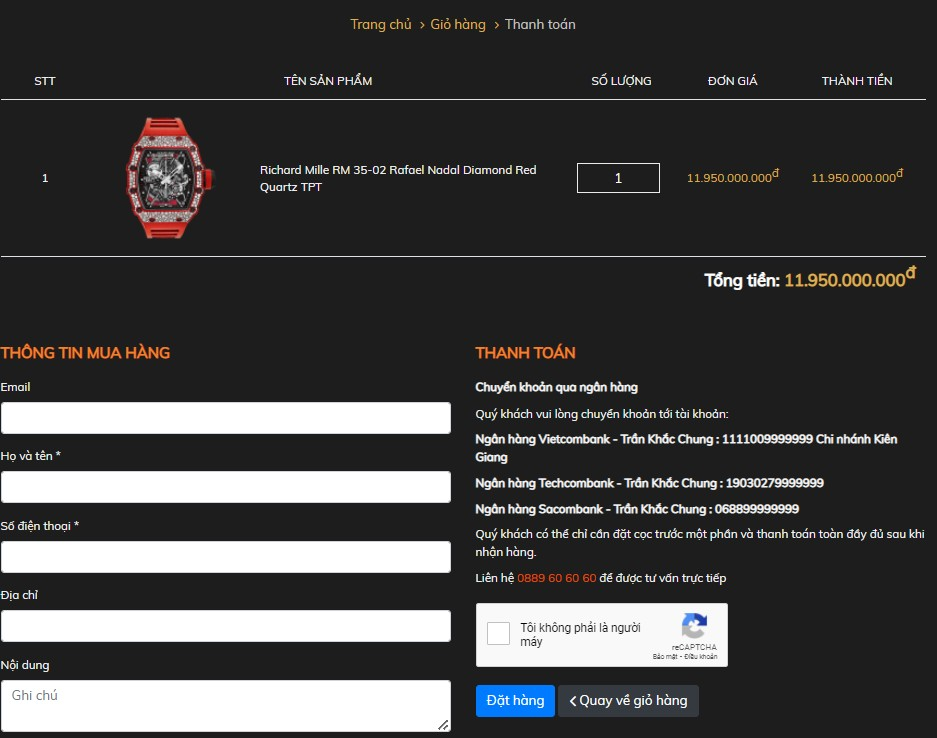 Trang chủ › Giỏ hàng › Thanh toán
STT TÊN SẢN PHẨM SỐ LƯỢNG ĐƠN GIÁ THÀNH TIỀN
1 Richard Mille RM 35-02 Rafael Nadal Diamond Red
Quartz TPT 1 11.950.000.000đ 11.950.000.000đ
Tổng tiền: 11.950.000.000đ
THÔNG TIN MUA HÀNG
Email
Họ và tên *
Số điện thoại *
Địa chỉ
Nội dung
Ghi chú
THANH TOÁN
Chuyển khoản qua ngân hàng
Quý khách vui lòng chuyển khoản tới tài khoản:
Ngân hàng Vietcombank - Trần Khắc Chung : 1111009999999 Chi nhánh Kiên
Giang
Ngân hàng Techcombank - Trần Khắc Chung : 19030279999999
Ngân hàng Sacombank - Trần Khắc Chung : 068899999999
Quý khách có thể chỉ cần đặt cọc trước một phần và thanh toán toàn đầy đủ sau khi
nhận hàng.
Liên hệ 0889 60 60 60 để được tư vấn trực tiếp
Tôi không phải là người
máy
reCAPTCHA
Bảo mật - Điều khoản
Đặt hàng
Quay về giỏ hàng